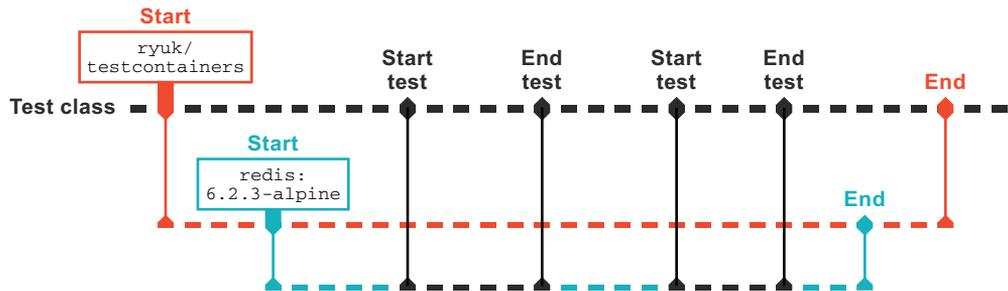 Start
ryuk/
testcontainers
Start
test
End
test
Start
test
End
test
End
Test class
Start
redis:
6.2.3-alpine
End